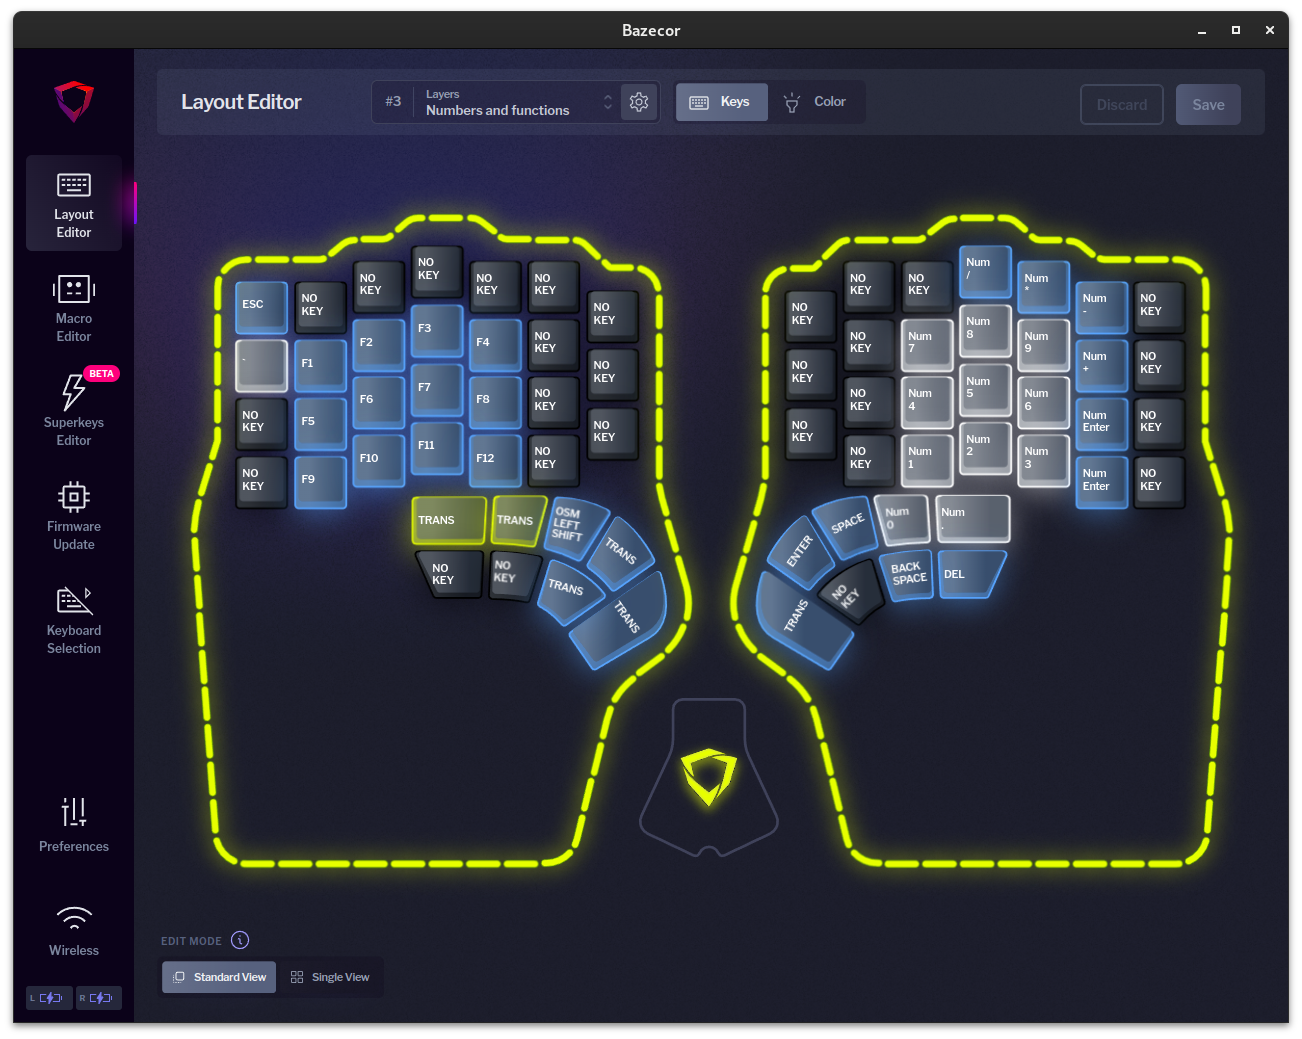 Bazecor
Layout Editor
#3
Layers
Numbers and functions
Keys
Color
Discard
Save
Layout
Editor
Macro
Editor
BETA
Superkeys
Editor
Firmware
Update
Keyboard
Selection
Preferences
Wireless
L
R
ESC
NO
KEY
NO
KEY
NO
KEY
NO
KEY
NO
KEY
NO
KEY
-
F1
F2
F3
F4
NO
KEY
NO
KEY
NO
KEY
F5
F6
F7
F8
NO
KEY
NO
KEY
NO
KEY
F9
F10
F11
F12
NO
KEY
TRANS
TRANS
OSM
LEFT
SHIFT
TRANS
NO
KEY
NO
KEY
TRANS
TRANS
NO
KEY
NO
KEY
NO
KEY
Num
/
Num
*
Num
-
NO
KEY
NO
KEY
NO
KEY
Num
7
Num
8
Num
9
Num
+
NO
KEY
NO
KEY
NO
KEY
Num
4
Num
5
Num
6
Num
Enter
NO
KEY
NO
KEY
Num
1
Num
2
Num
3
Num
Enter
NO
KEY
ENTER
SPACE
Num
0
Num
.
TRANS
NO
KEY
BACK
SPACE
DEL
EDIT MODE
i
Standard View
Single View